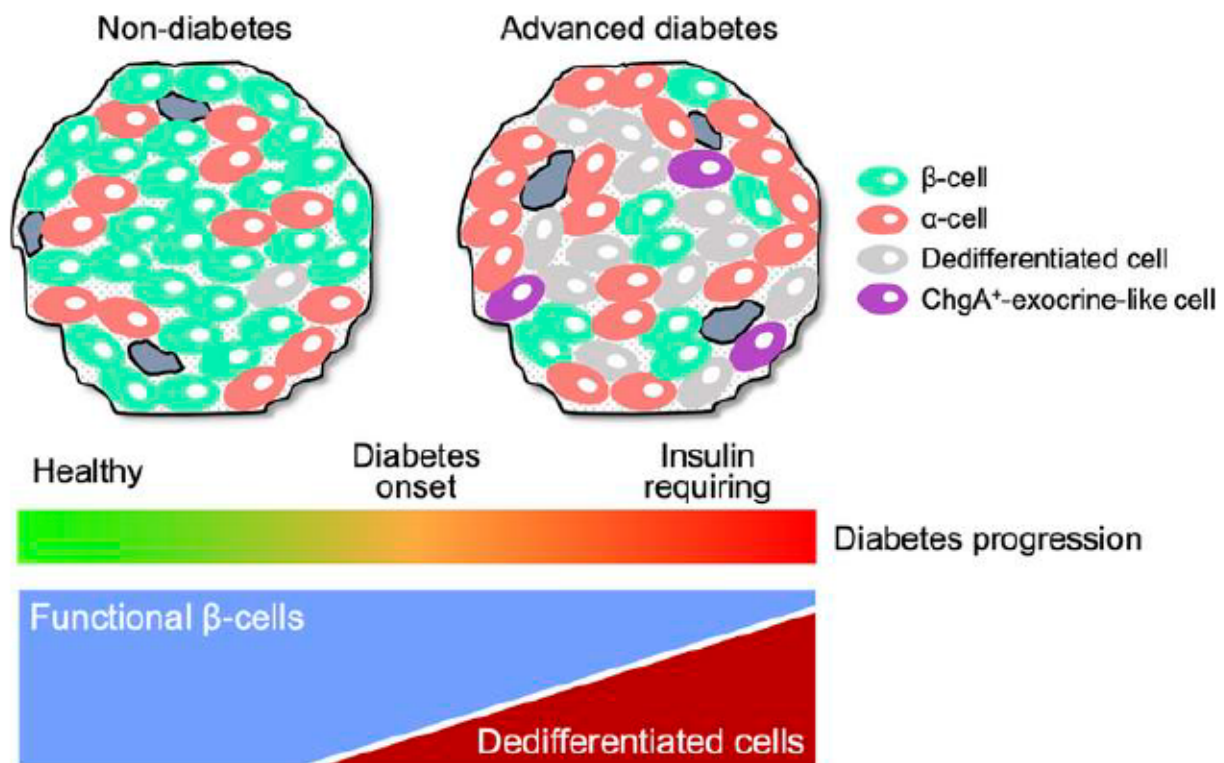 Non-diabetes
Advanced diabetes
β-cell
α-cell
Dedifferentiated cell
ChgA⁺-exocrine-like cell
Healthy
Diabetes
onset
Insulin
requiring
Diabetes progression
Functional β-cells
Dedifferentiated cells